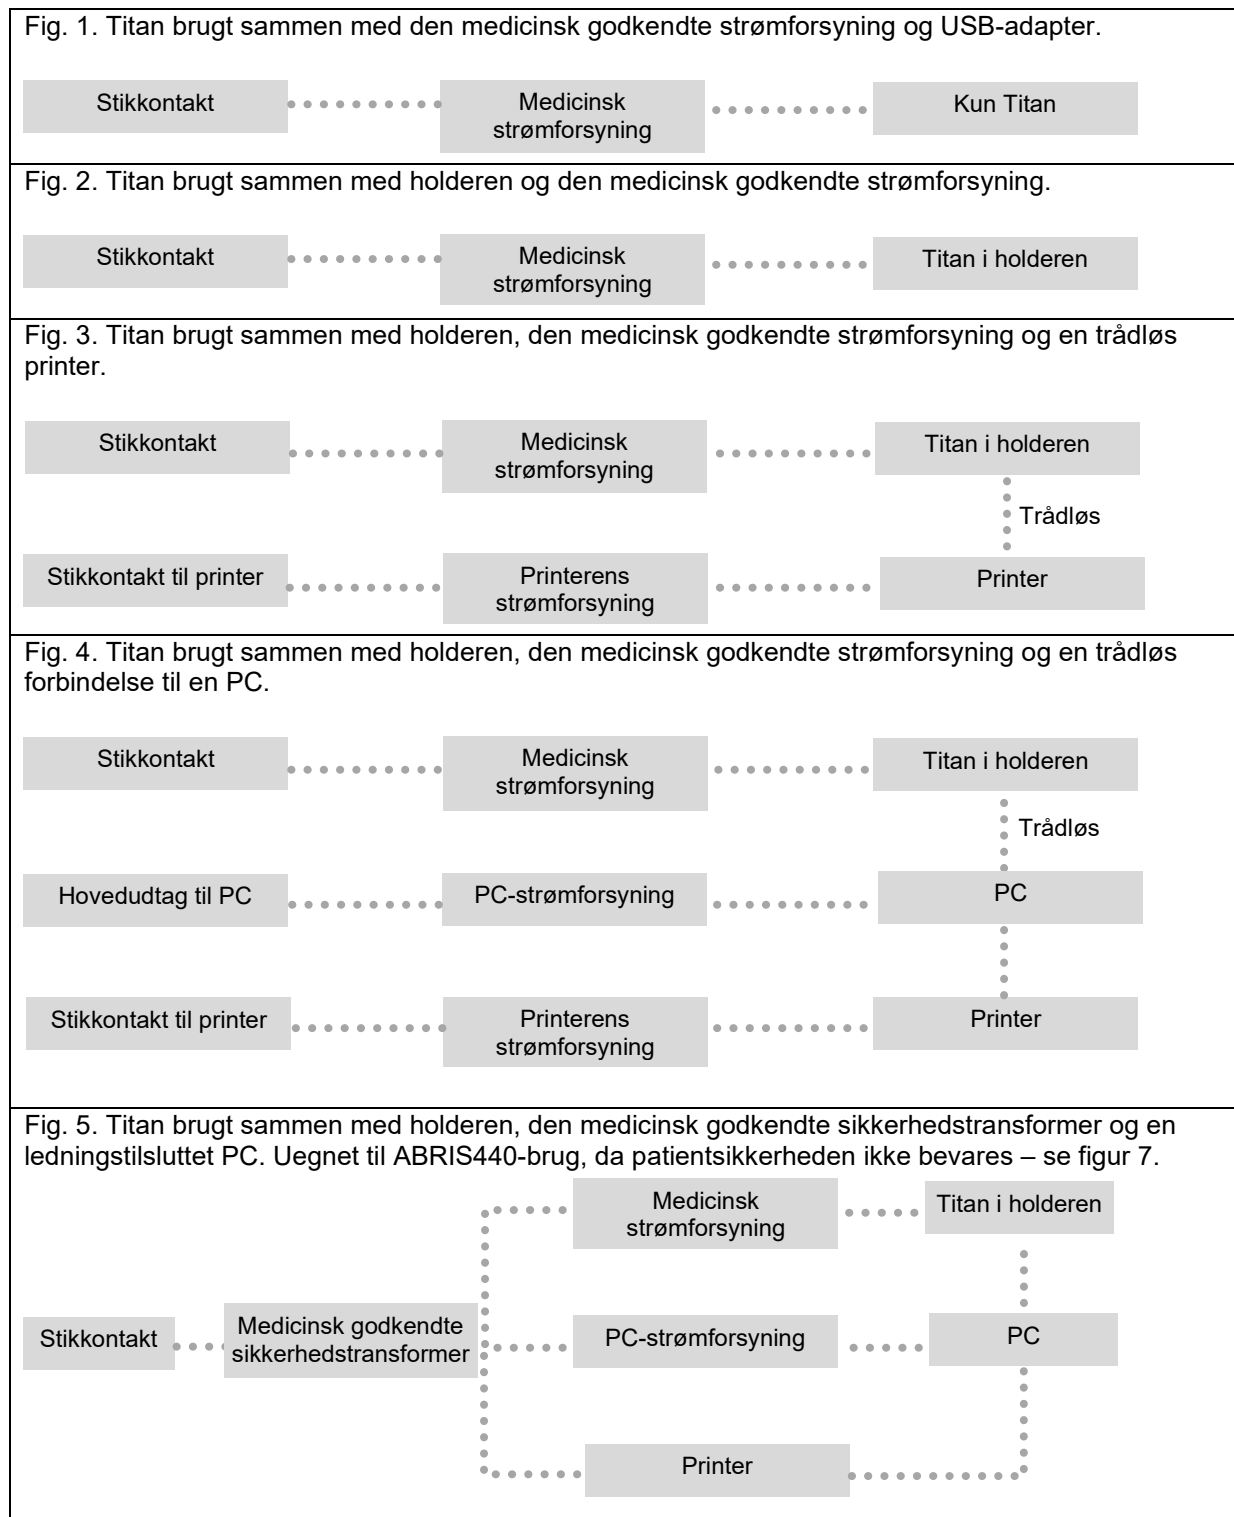 Fig. 1. Titan brugt sammen med den medicinsk godkendte strømforsyning og USB-adapter.
Stikkontakt
Medicinsk
strømforsyning
Kun Titan
Fig. 2. Titan brugt sammen med holderen og den medicinsk godkendte strømforsyning.
Stikkontakt
Medicinsk
strømforsyning
Titan i holderen
Fig. 3. Titan brugt sammen med holderen, den medicinsk godkendte strømforsyning og en trådløs
printer.
Stikkontakt
Medicinsk
strømforsyning
Titan i holderen
Trådløs
Stikkontakt til printer
Printerens
strømforsyning
Printer
Fig. 4. Titan brugt sammen med holderen, den medicinsk godkendte strømforsyning og en trådløs
forbindelse til en PC.
Stikkontakt
Medicinsk
strømforsyning
Titan i holderen
Trådløs
Hovedudtag til PC
PC-strømforsyning
PC
Stikkontakt til printer
Printerens
strømforsyning
Printer
Fig. 5. Titan brugt sammen med holderen, den medicinsk godkendte sikkerhedstransformer og en
ledningstilsluttet PC. Uegnet til ABRIS440-brug, da patientsikkerheden ikke bevares – se figur 7.
Medicinsk
strømforsyning
Titan i holderen
Stikkontakt
Medicinsk godkendte
sikkerhedstransformer
PC-strømforsyning
PC
Printer